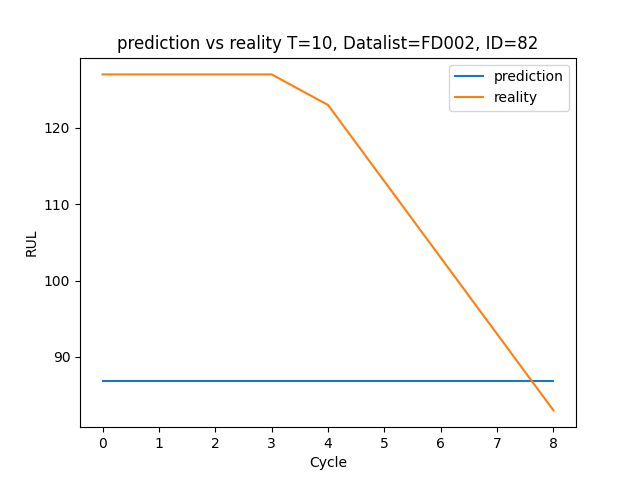 prediction vs reality T=10, Datalist=FD002, ID=82
prediction
reality
RUL
120
110
100
90
0 1 2 3 4 5 6 7 8
Cycle